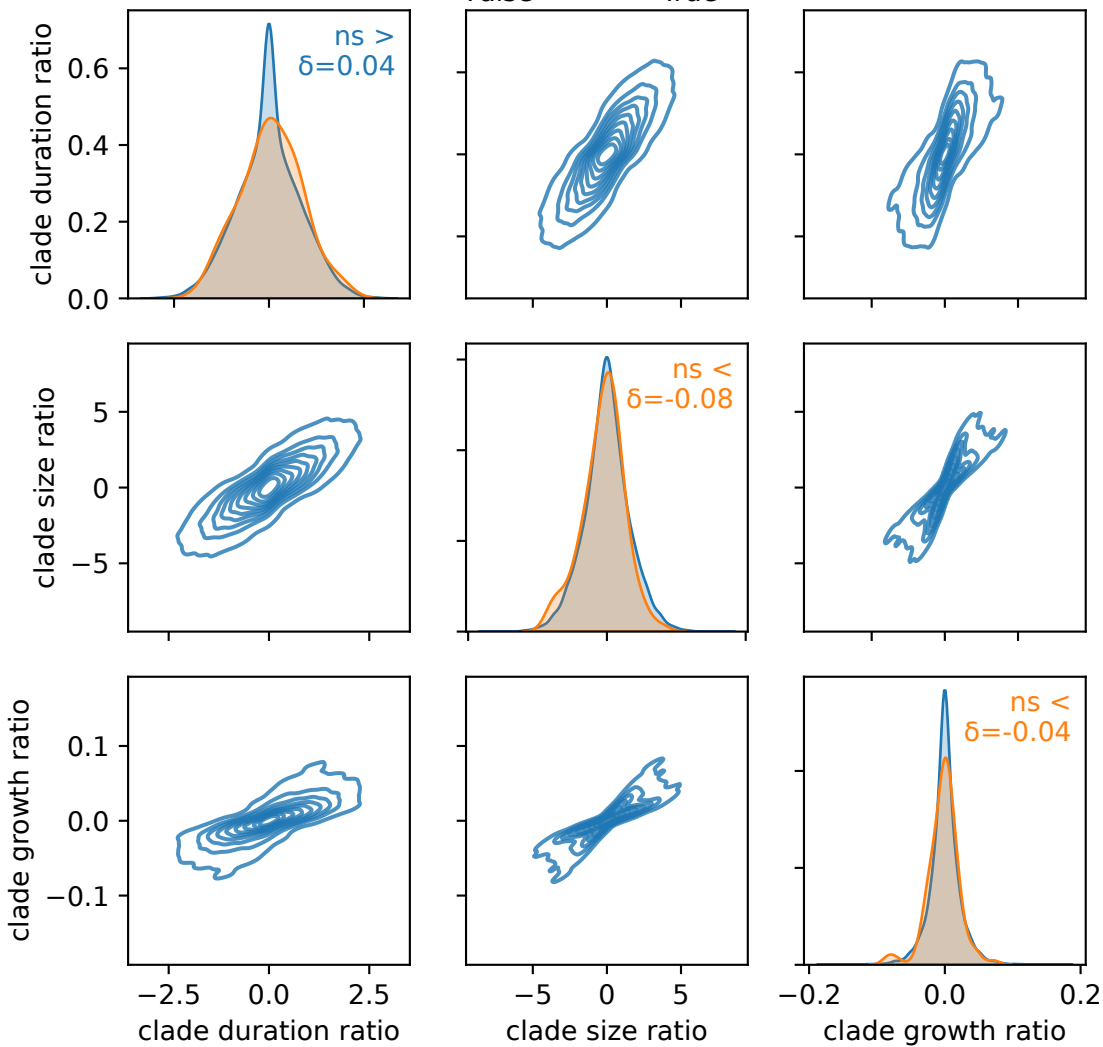 clade duration ratio
0.6
0.4
0.2
0.0
ns >
δ=0.04
clade size ratio
5
0
−5
ns <
δ=-0.08
clade growth ratio
0.1
0.0
−0.1
ns <
δ=-0.04
−2.5 0.0 2.5
−5 0 5
−0.2 0.0 0.2
clade duration ratio
clade size ratio
clade growth ratio